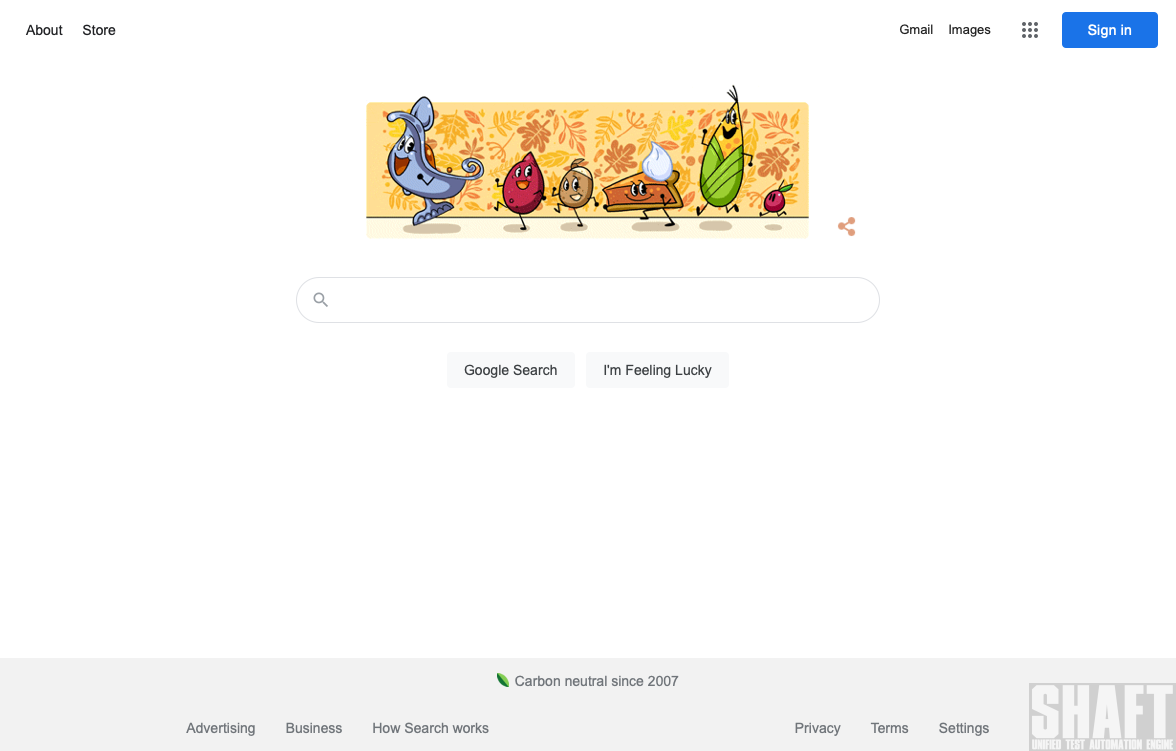 About Store Gmail Images Sign in
Google Search I'm Feeling Lucky
Carbon neutral since 2007
Advertising Business How Search works Privacy Terms Settings
SHAFT
UNIFIED TEST AUTOMATION ENGINE